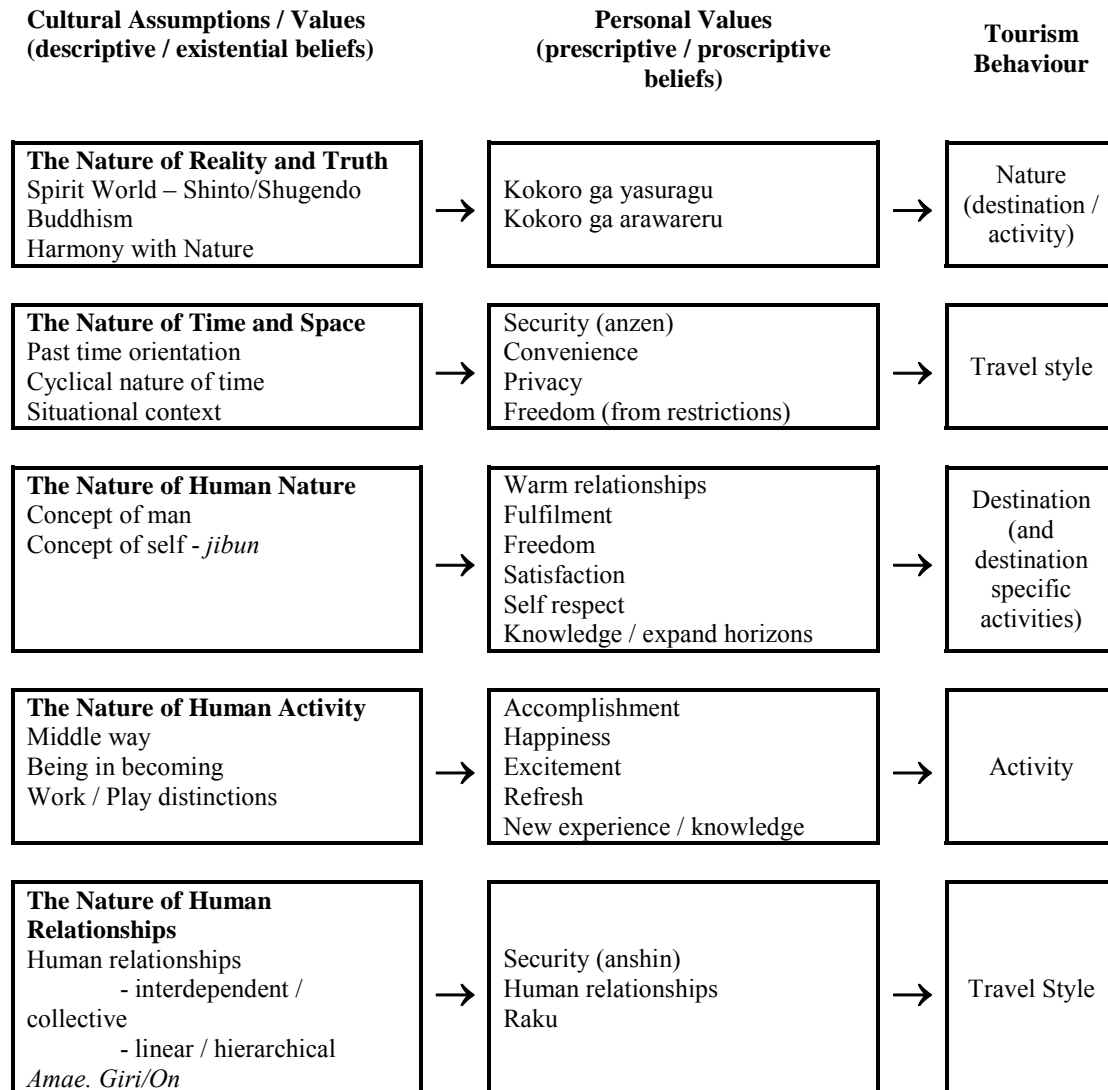 Cultural Assumptions / Values
(descriptive / existential beliefs)
Personal Values
(prescriptive / proscriptive
beliefs)
Tourism
Behaviour
The Nature of Reality and Truth
Spirit World – Shinto/Shugendo
Buddhism
Harmony with Nature
→
Kokoro ga yasuragu
Kokoro ga arawareru
→
Nature
(destination /
activity)
The Nature of Time and Space
Past time orientation
Cyclical nature of time
Situational context
→
Security (anzen)
Convenience
Privacy
Freedom (from restrictions)
→
Travel style
The Nature of Human Nature
Concept of man
Concept of self - jibun
→
Warm relationships
Fulfilment
Freedom
Satisfaction
Self respect
Knowledge / expand horizons
→
Destination
(and
destination
specific
activities)
The Nature of Human Activity
Middle way
Being in becoming
Work / Play distinctions
→
Accomplishment
Happiness
Excitement
Refresh
New experience / knowledge
→
Activity
The Nature of Human
Relationships
Human relationships
- interdependent /
collective
- linear / hierarchical
Amae. Giri/On
→
Security (anshin)
Human relationships
Raku
→
Travel Style